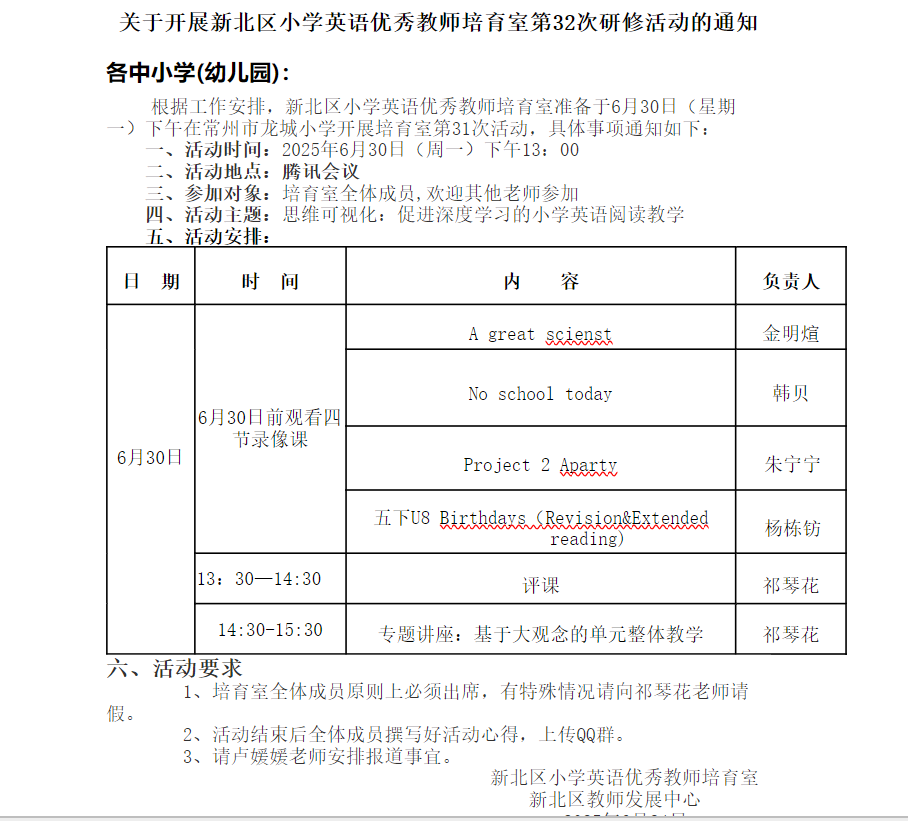 关于开展新北区小学英语优秀教师培育室第32次研修活动的通知
各中小学(幼儿园):
根据工作安排，新北区小学英语优秀教师培育室准备于6月30日（星期
一）下午在常州市龙城小学开展培育室第31次活动，具体事项通知如下：
一、活动时间：2025年6月30日（周一）下午13：00
二、活动地点：腾讯会议
三、参加对象：培育室全体成员,欢迎其他老师参加
四、活动主题：思维可视化：促进深度学习的小学英语阅读教学
五、活动安排：
日 期 时 间 内 容 负责人
A great scienst 金明煊
No school today 韩贝
6月30日前观看四
节录像课
6月30日
Project 2 Aparty 朱宁宁
五下U8 Birthdays（Revision&Extended
reading) 杨栋钫
13：30—14:30 评课 祁琴花
14:30-15:30 专题讲座：基于大观念的单元整体教学 祁琴花
六、活动要求
1、培育室全体成员原则上必须出席，有特殊情况请向祁琴花老师请
假。
2、活动结束后全体成员撰写好活动心得，上传QQ群。
3、请卢媛媛老师安排报道事宜。
新北区小学英语优秀教师培育室
新北区教师发展中心